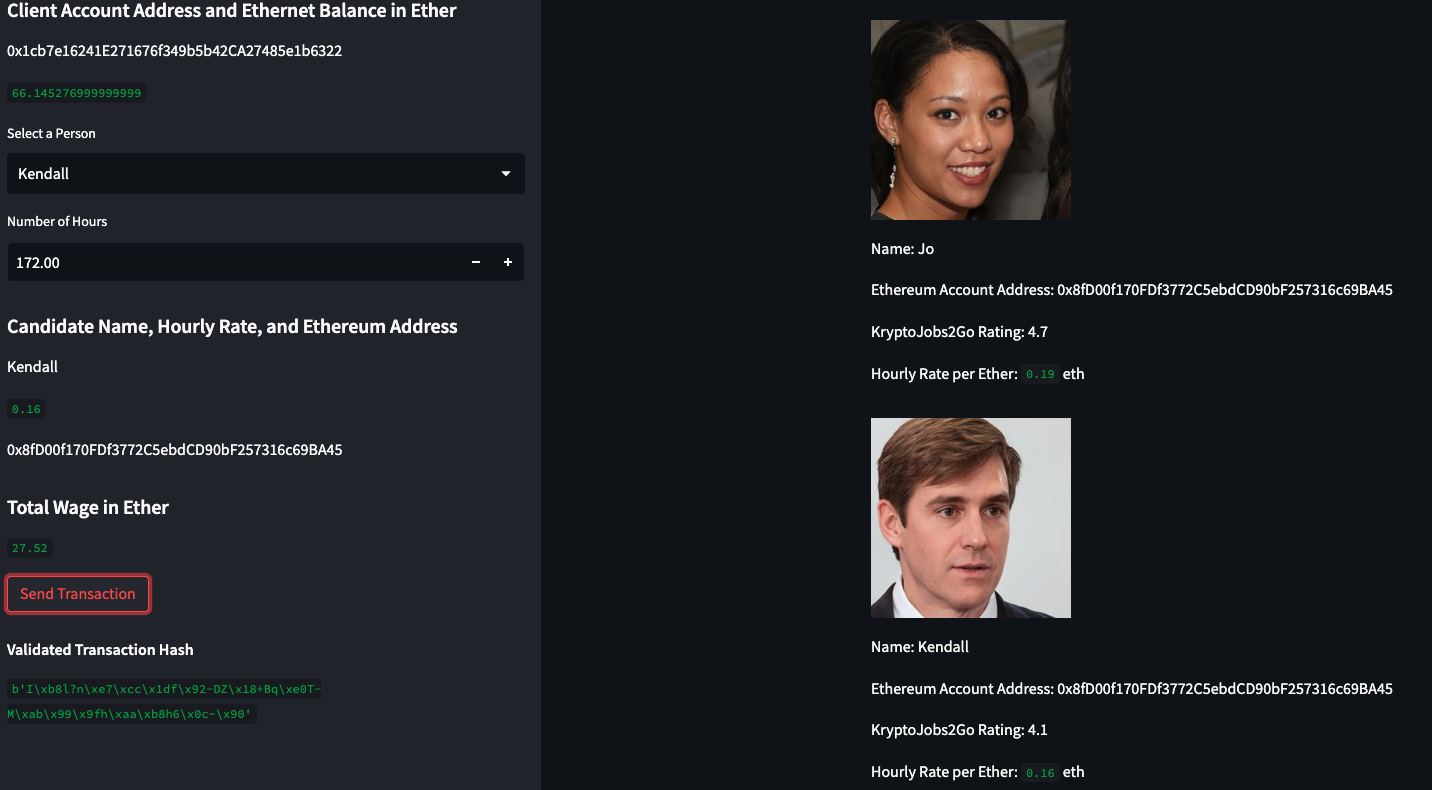 Client Account Address and Ethernet Balance in Ether
0x1cb7e16241E271676f349b5b42CA27485e1b6322
66.145276999999999
Select a Person
Kendall
Number of Hours
172.00
Candidate Name, Hourly Rate, and Ethereum Address
Kendall
0.16
0x8fD00f170FDf3772C5ebdCD90bF257316c69BA45
Total Wage in Ether
27.52
Send Transaction
Validated Transaction Hash
b'I\xb8l?n\xe7\xcc\x1df\x92-DZ\x18+Bq\xe0T-
M\xab\x99\x9fh\xaa\xb8h6\x0c~\x90'
Name: Jo
Ethereum Account Address: 0x8fD00f170FDf3772C5ebdCD90bF257316c69BA45
KryptoJobs2Go Rating: 4.7
Hourly Rate per Ether: 0.19 eth
Name: Kendall
Ethereum Account Address: 0x8fD00f170FDf3772C5ebdCD90bF257316c69BA45
KryptoJobs2Go Rating: 4.1
Hourly Rate per Ether: 0.16 eth